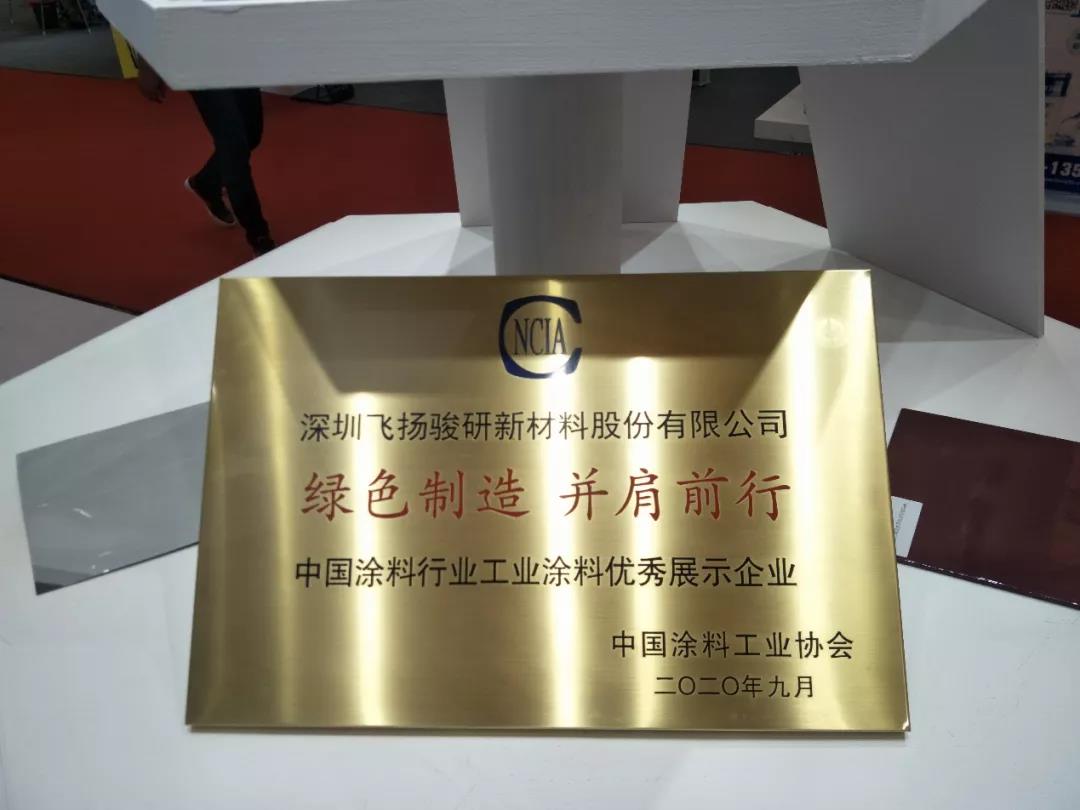 NCIA
深圳飞扬骏研新材料股份有限公司
绿色制造 并肩前行
中国涂料行业工业涂料优秀展示企业
中国涂料工业协会
二〇二〇年九月
-135